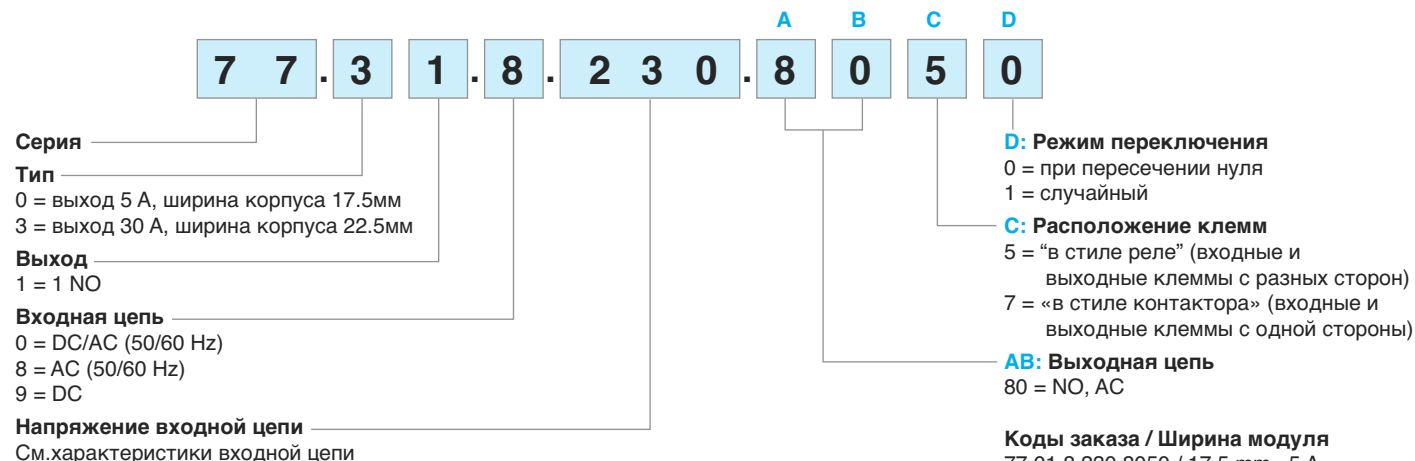 A B C D
7 7 . 3 1 . 8 . 2 3 0 . 8 0 5 0
Серия
Тип
0 = выход 5 A, ширина корпуса 17.5мм
3 = выход 30 A, ширина корпуса 22.5мм
Выход
1 = 1 NO
Входная цепь
0 = DC/AC (50/60 Hz)
8 = AC (50/60 Hz)
9 = DC
Напряжение входной цепи
См.характеристики входной цепи
D: Режим переключения
0 = при пересечении нуля
1 = случайный
C: Расположение клемм
5 = “в стиле реле” (входные и
выходные клеммы с разных сторон)
7 = «в стиле контактора» (входные и
выходные клеммы с одной стороны)
AB: Выходная цепь
80 = NO, AC
Коды заказа / Ширина модуля